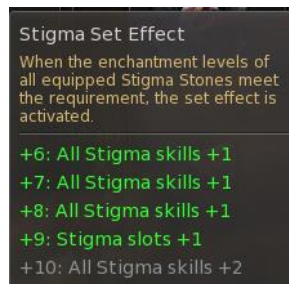 Stigma Set Effect
When the enchantment levels of
all equipped Stigma Stones meet
the requirement, the set effect is
activated.
+6: All Stigma skills +1
+7: All Stigma skills +1
+8: All Stigma skills +1
+9: Stigma slots +1
+10: All Stigma skills +2